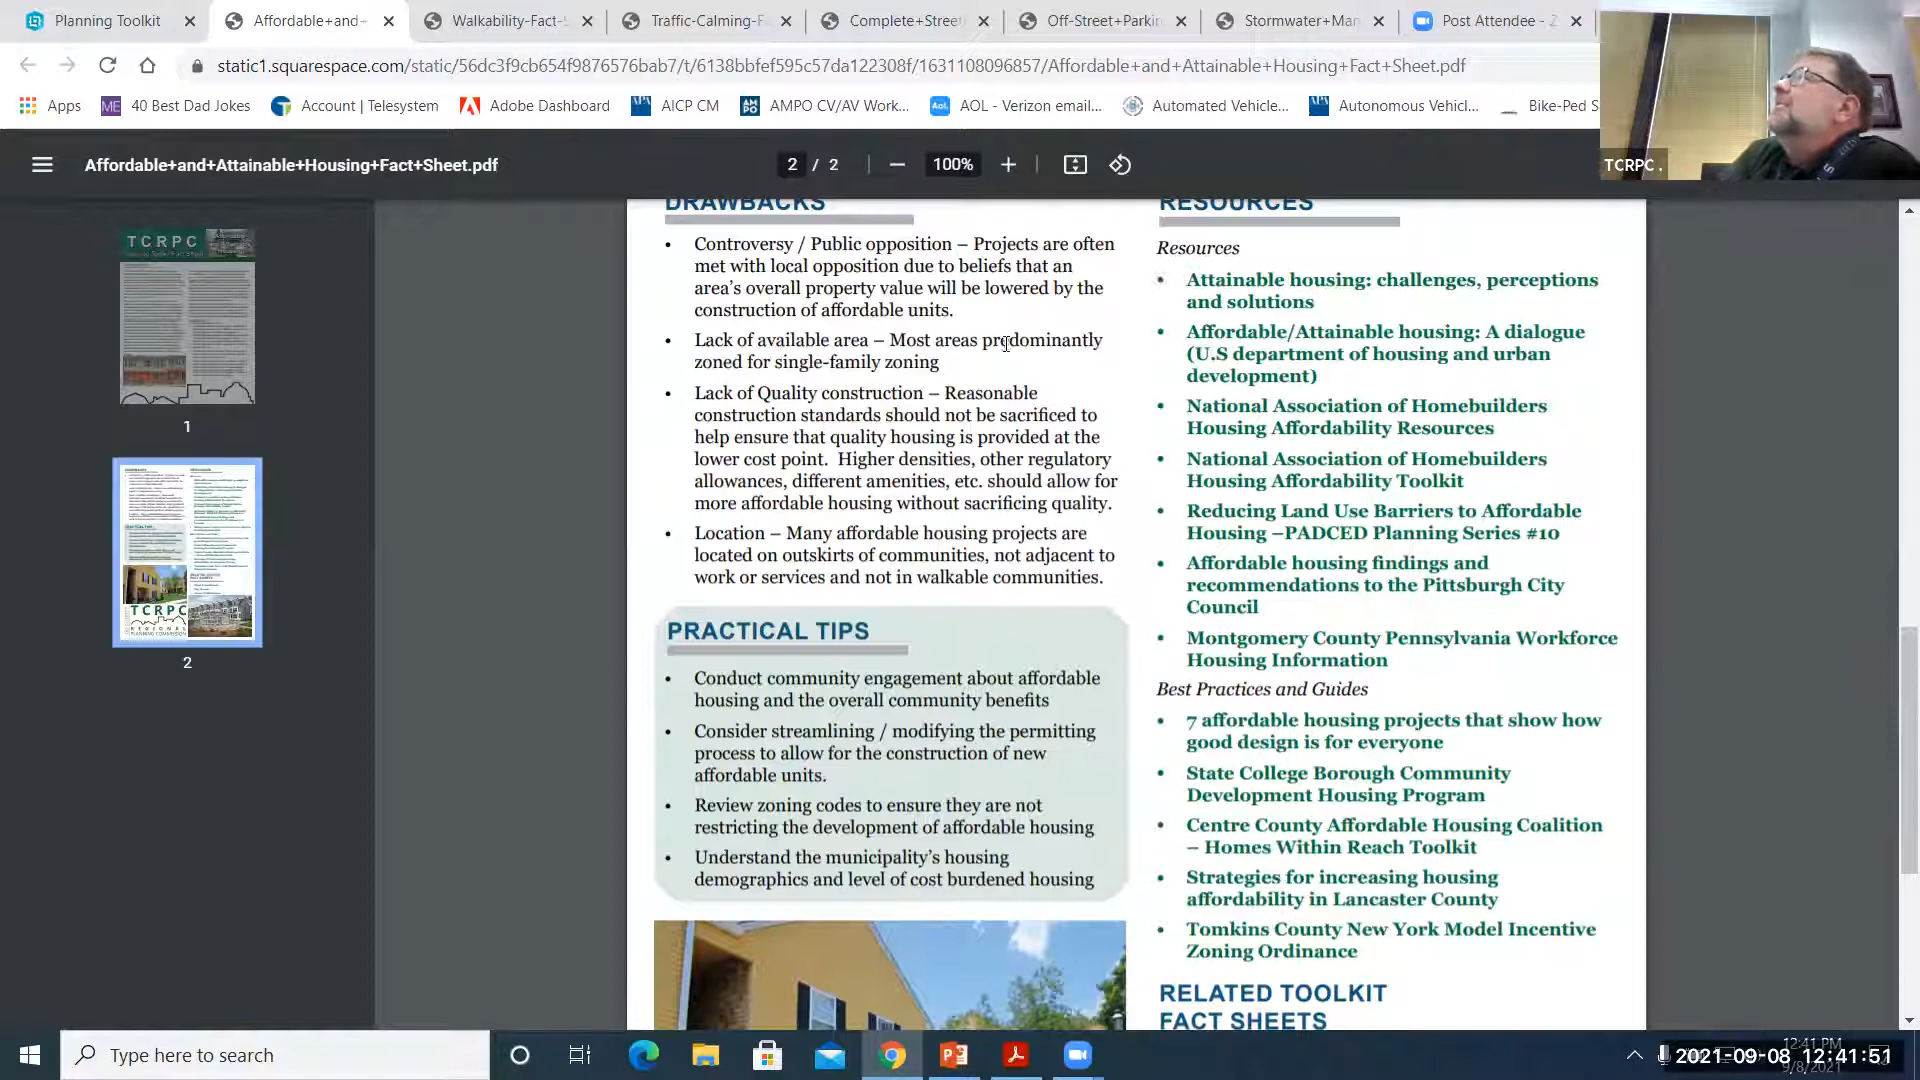 Planning Toolkit
Affordable+and-
Walkability-Fact-S
Traffic-Calming-F
Complete+Street
Off-Street+Parkin
Stormwater+Man
Post Attendee - Z
static1.squarespace.com/static/56dc3f9cb654f9876576bab7/t/6138bbfef595c57da122308f/1631108096857/Affordable+and+Attainable+Housing+Fact+Sheet.pdf
Apps
40 Best Dad Jokes
Account | Telesystem
Adobe Dashboard
AICP CM
AMPO CV/AV Work...
AOL - Verizon email...
Automated Vehicle...
Autonomous Vehicl...
Bike-Ped S
TCRPC .
Affordable+and+Attainable+Housing+Fact+Sheet.pdf
2 / 2
100%
TCRPC
1
TCRPC
2
DRAWBACKS
• Controversy / Public opposition – Projects are often
met with local opposition due to beliefs that an
area's overall property value will be lowered by the
construction of affordable units.
• Lack of available area – Most areas predominantly
zoned for single-family zoning
• Lack of Quality construction – Reasonable
construction standards should not be sacrificed to
help ensure that quality housing is provided at the
lower cost point. Higher densities, other regulatory
allowances, different amenities, etc. should allow for
more affordable housing without sacrificing quality.
• Location – Many affordable housing projects are
located on outskirts of communities, not adjacent to
work or services and not in walkable communities.
PRACTICAL TIPS
• Conduct community engagement about affordable
housing and the overall community benefits
• Consider streamlining / modifying the permitting
process to allow for the construction of new
affordable units.
• Review zoning codes to ensure they are not
restricting the development of affordable housing
• Understand the municipality's housing
demographics and level of cost burdened housing
RESOURCES
Resources
• Attainable housing: challenges, perceptions
and solutions
• Affordable/Attainable housing: A dialogue
(U.S department of housing and urban
development)
• National Association of Homebuilders
Housing Affordability Resources
• National Association of Homebuilders
Housing Affordability Toolkit
• Reducing Land Use Barriers to Affordable
Housing –PADCED Planning Series #10
• Affordable housing findings and
recommendations to the Pittsburgh City
Council
• Montgomery County Pennsylvania Workforce
Housing Information
Best Practices and Guides
• 7 affordable housing projects that show how
good design is for everyone
• State College Borough Community
Development Housing Program
• Centre County Affordable Housing Coalition
– Homes Within Reach Toolkit
• Strategies for increasing housing
affordability in Lancaster County
• Tomkins County New York Model Incentive
Zoning Ordinance
RELATED TOOLKIT
FACT SHEETS
Type here to search
12:41 PM
9/8/2021
2021-09-08 12:41:51